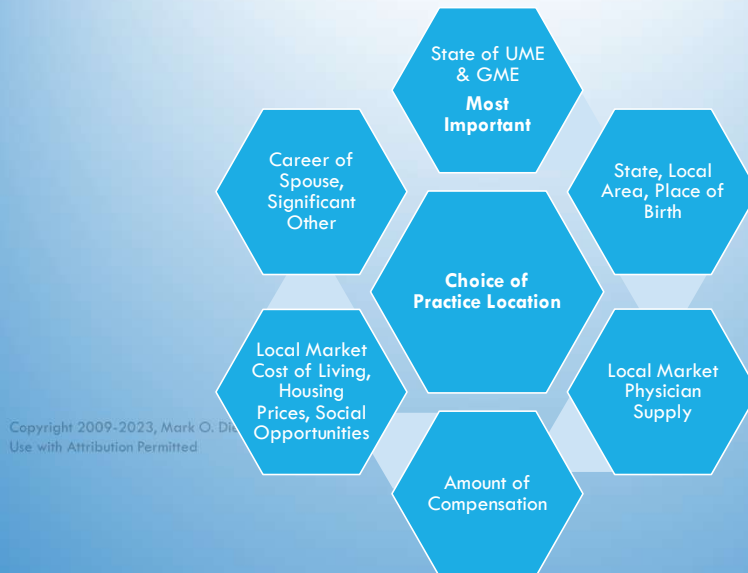 State of UME
& GME
Most
Important
Career of
Spouse,
Significant
Other
State, Local
Area, Place of
Birth
Choice of
Practice Location
Local Market
Cost of Living,
Housing
Prices, Social
Opportunities
Local Market
Physician
Supply
Amount of
Compensation
Copyright 2009-2023, Mark O.
Use with Attribution Permitted